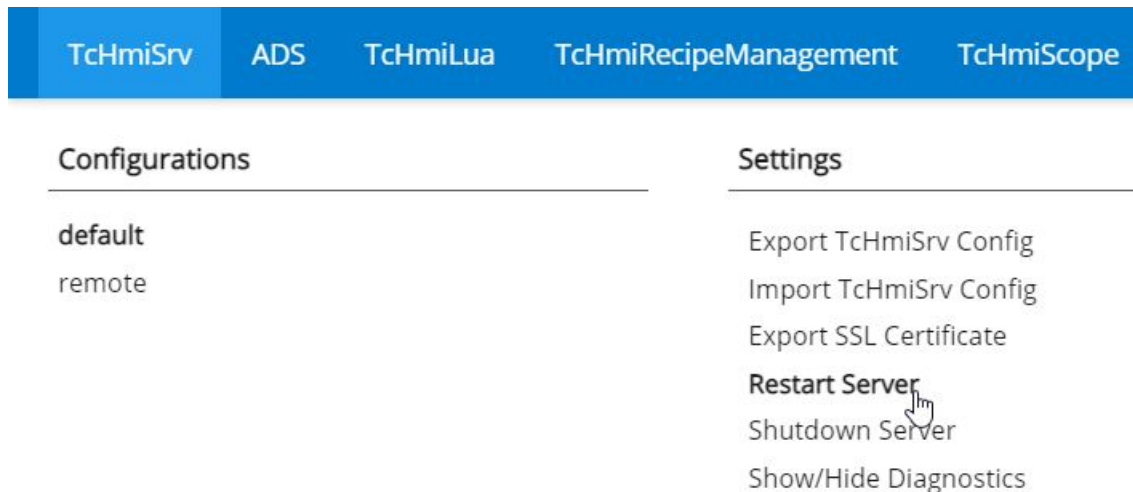 TcHmiSrv ADS TcHmiLua TcHmiRecipeManagement TcHmiScope
Configurations
default
remote
Settings
Export TcHmiSrv Config
Import TcHmiSrv Config
Export SSL Certificate
Restart Server
Shutdown Server
Show/Hide Diagnostics